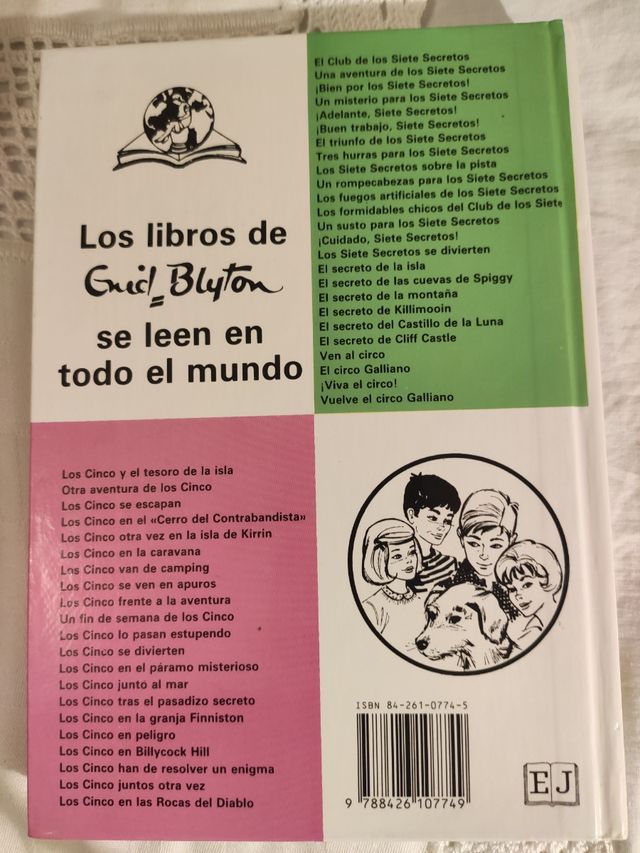 Los libros de
Enid Blyton
se leen en
todo el mundo
El Club de los Siete Secretos
Una aventura de los Siete Secretos
¡Bien por los Siete Secretos!
Un misterio para los Siete Secretos
¡Adelante, Siete Secretos!
¡Buen trabajo, Siete Secretos!
El triunfo de los Siete Secretos
Tres hurras para los Siete Secretos
Los Siete Secretos sobre la pista
Un rompecabezas para los Siete Secretos
Los fuegos artificiales de los Siete Secretos
Los formidables chicos del Club de los Siete
Un susto para los Siete Secretos
¡Cuidado, Siete Secretos!
Los Siete Secretos se divierten
El secreto de la isla
El secreto de las cuevas de Spiggy
El secreto de la montaña
El secreto de Killimooin
El secreto del Castillo de la Luna
El secreto de Cliff Castle
Ven al circo
El circo Galliano
¡Viva el circo!
Vuelve el circo Galliano
Los Cinco y el tesoro de la isla
Otra aventura de los Cinco
Los Cinco se escapan
Los Cinco en el «Cerro del Contrabandista»
Los Cinco otra vez en la isla de Kirrin
Los Cinco en la caravana
Los Cinco van de camping
Los Cinco se ven en apuros
Los Cinco frente a la aventura
Un fin de semana de los Cinco
Los Cinco lo pasan estupendo
Los Cinco se divierten
Los Cinco en el páramo misterioso
Los Cinco junto al mar
Los Cinco tras el pasadizo secreto
Los Cinco en la granja Finniston
Los Cinco en peligro
Los Cinco en Billycock Hill
Los Cinco han de resolver un enigma
Los Cinco juntos otra vez
Los Cinco en las Rocas del Diablo
ISBN 84-261-0774-5
9 788426 107749
EJ